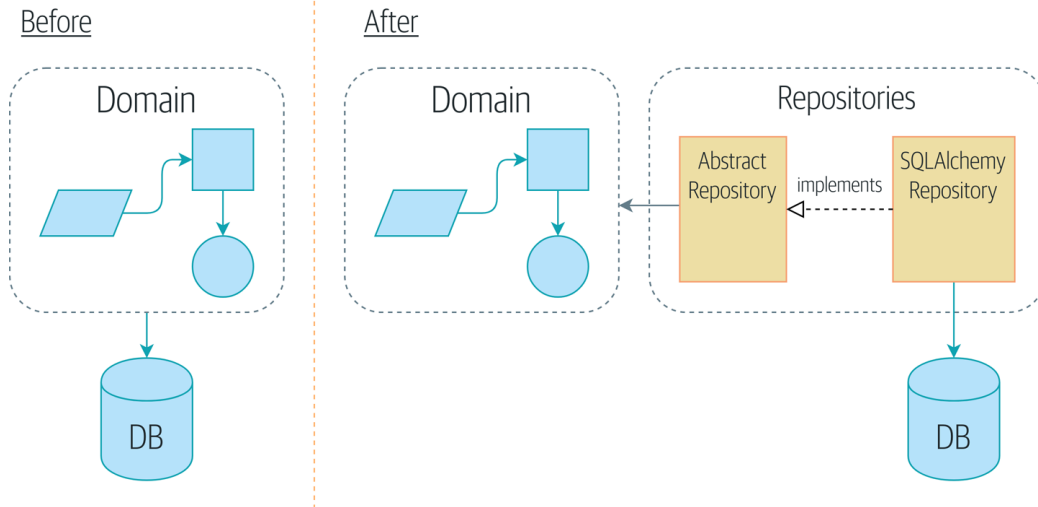 Before
Domain
DB
After
Domain
Repositories
Abstract
Repository
implements
SQLAlchemy
Repository
DB